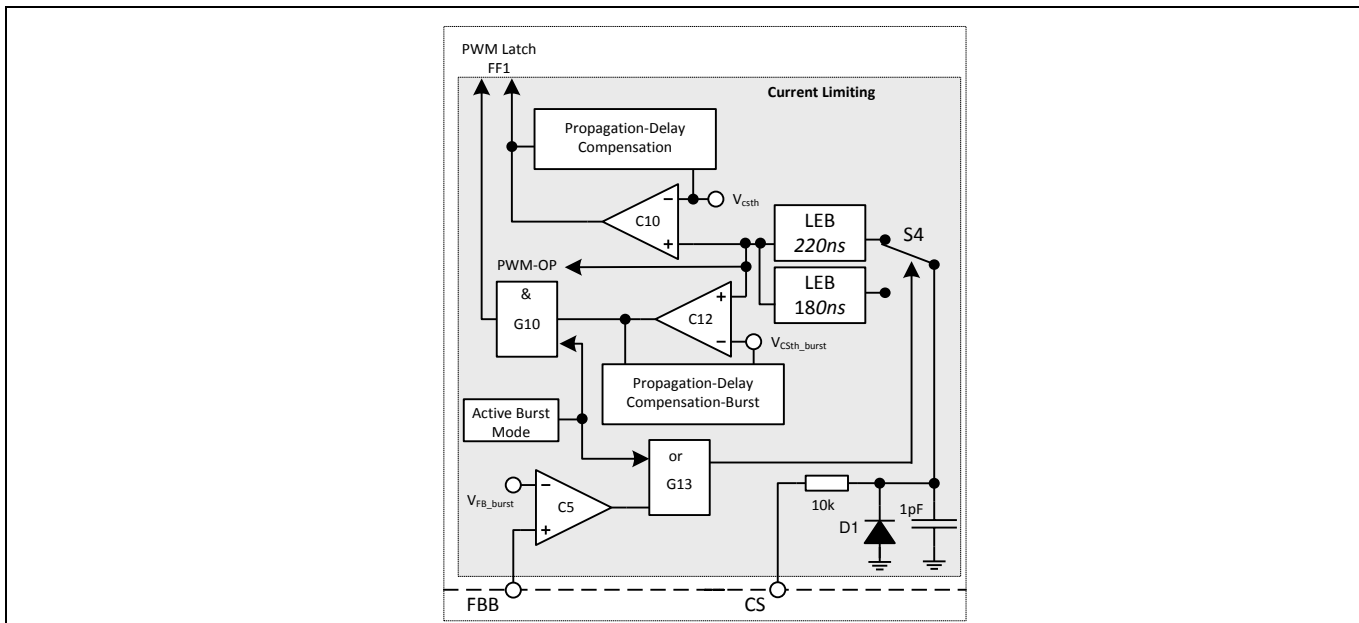 PWM Latch
FF1
Current Limiting
Propagation-Delay
Compensation
−
Vcsth
C10
+
LEB
220ns
S4
PWM-OP
LEB
180ns
&
G10
+
C12
−
VCSth_burst
Propagation-Delay
Compensation-Burst
Active Burst
Mode
or
G13
VFB_burst
−
C5
+
10k
D1
1pF
FBB
CS